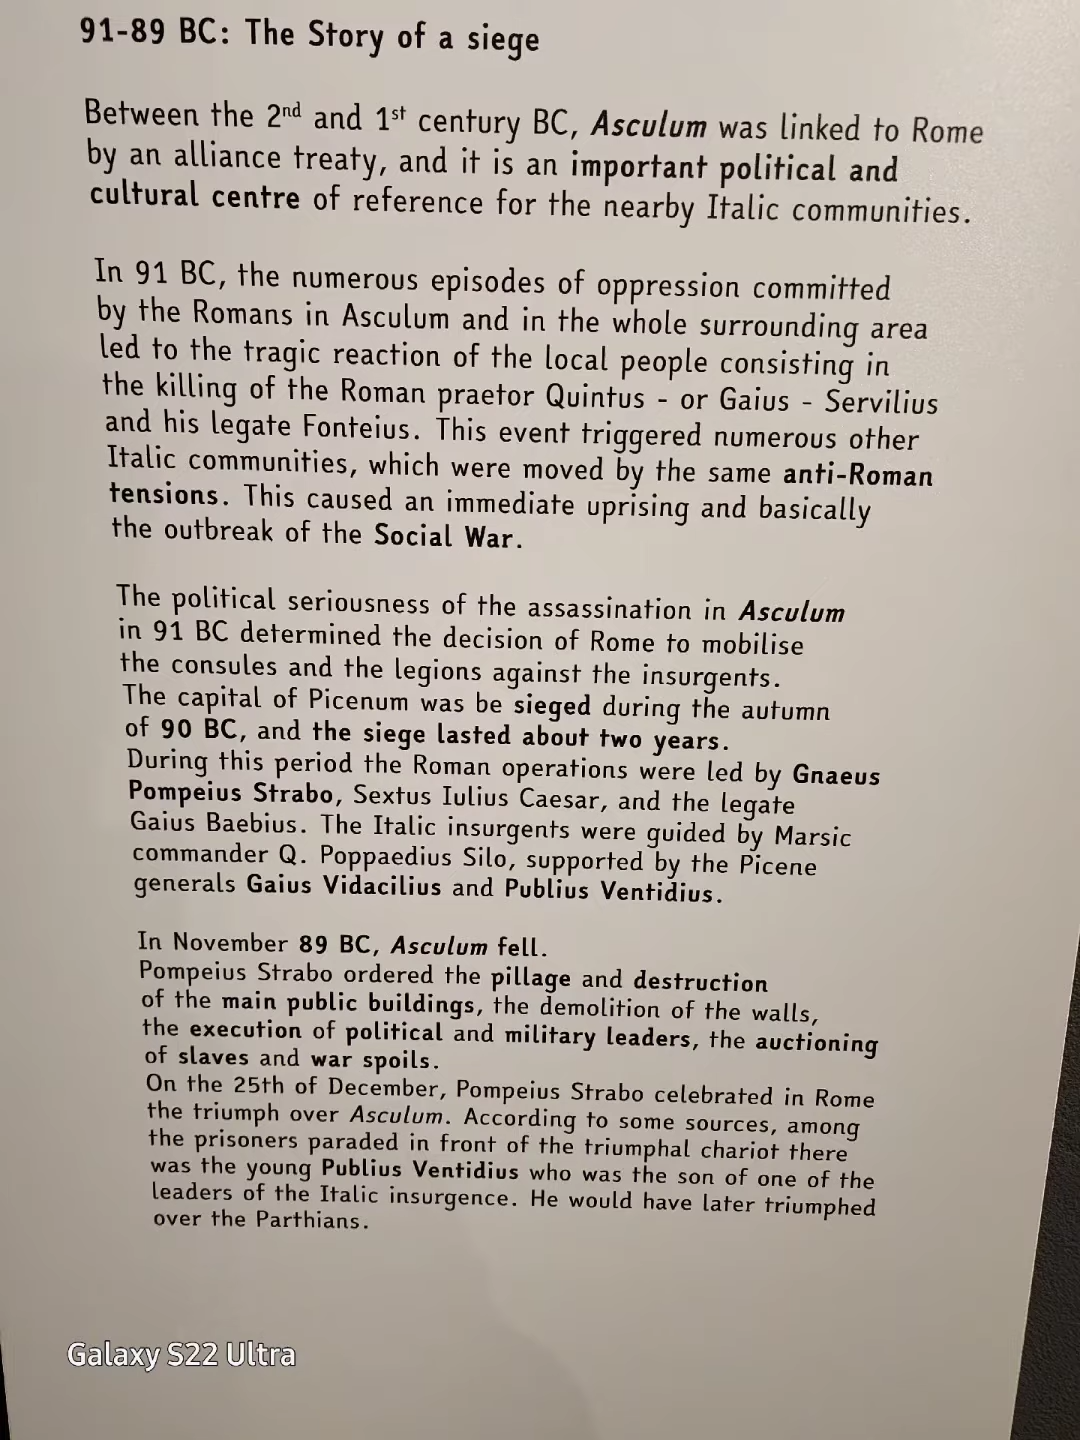 91-89 BC: The Story of a siege
Between the 2nd and 1st century BC, Asculum was linked to Rome
by an alliance treaty, and it is an important political and
cultural centre of reference for the nearby Italic communities.
In 91 BC, the numerous episodes of oppression committed
by the Romans in Asculum and in the whole surrounding area
led to the tragic reaction of the local people consisting in
the killing of the Roman praetor Quintus - or Gaius - Servilius
and his legate Fonteius. This event triggered numerous other
Italic communities, which were moved by the same anti-Roman
tensions. This caused an immediate uprising and basically
the outbreak of the Social War.
The political seriousness of the assassination in Asculum
in 91 BC determined the decision of Rome to mobilise
the consules and the legions against the insurgents.
The capital of Picenum was be sieged during the autumn
of 90 BC, and the siege lasted about two years.
During this period the Roman operations were led by Gnaeus
Pompeius Strabo, Sextus Iulius Caesar, and the legate
Gaius Baebius. The Italic insurgents were guided by Marsic
commander Q. Poppaedius Silo, supported by the Picene
generals Gaius Vidacilius and Publius Ventidius.
In November 89 BC, Asculum fell.
Pompeius Strabo ordered the pillage and destruction
of the main public buildings, the demolition of the walls,
the execution of political and military leaders, the auctioning
of slaves and war spoils.
On the 25th of December, Pompeius Strabo celebrated in Rome
the triumph over Asculum. According to some sources, among
the prisoners paraded in front of the triumphal chariot there
was the young Publius Ventidius who was the son of one of the
leaders of the Italic insurgence. He would have later triumphed
over the Parthians.
Galaxy S22 Ultra